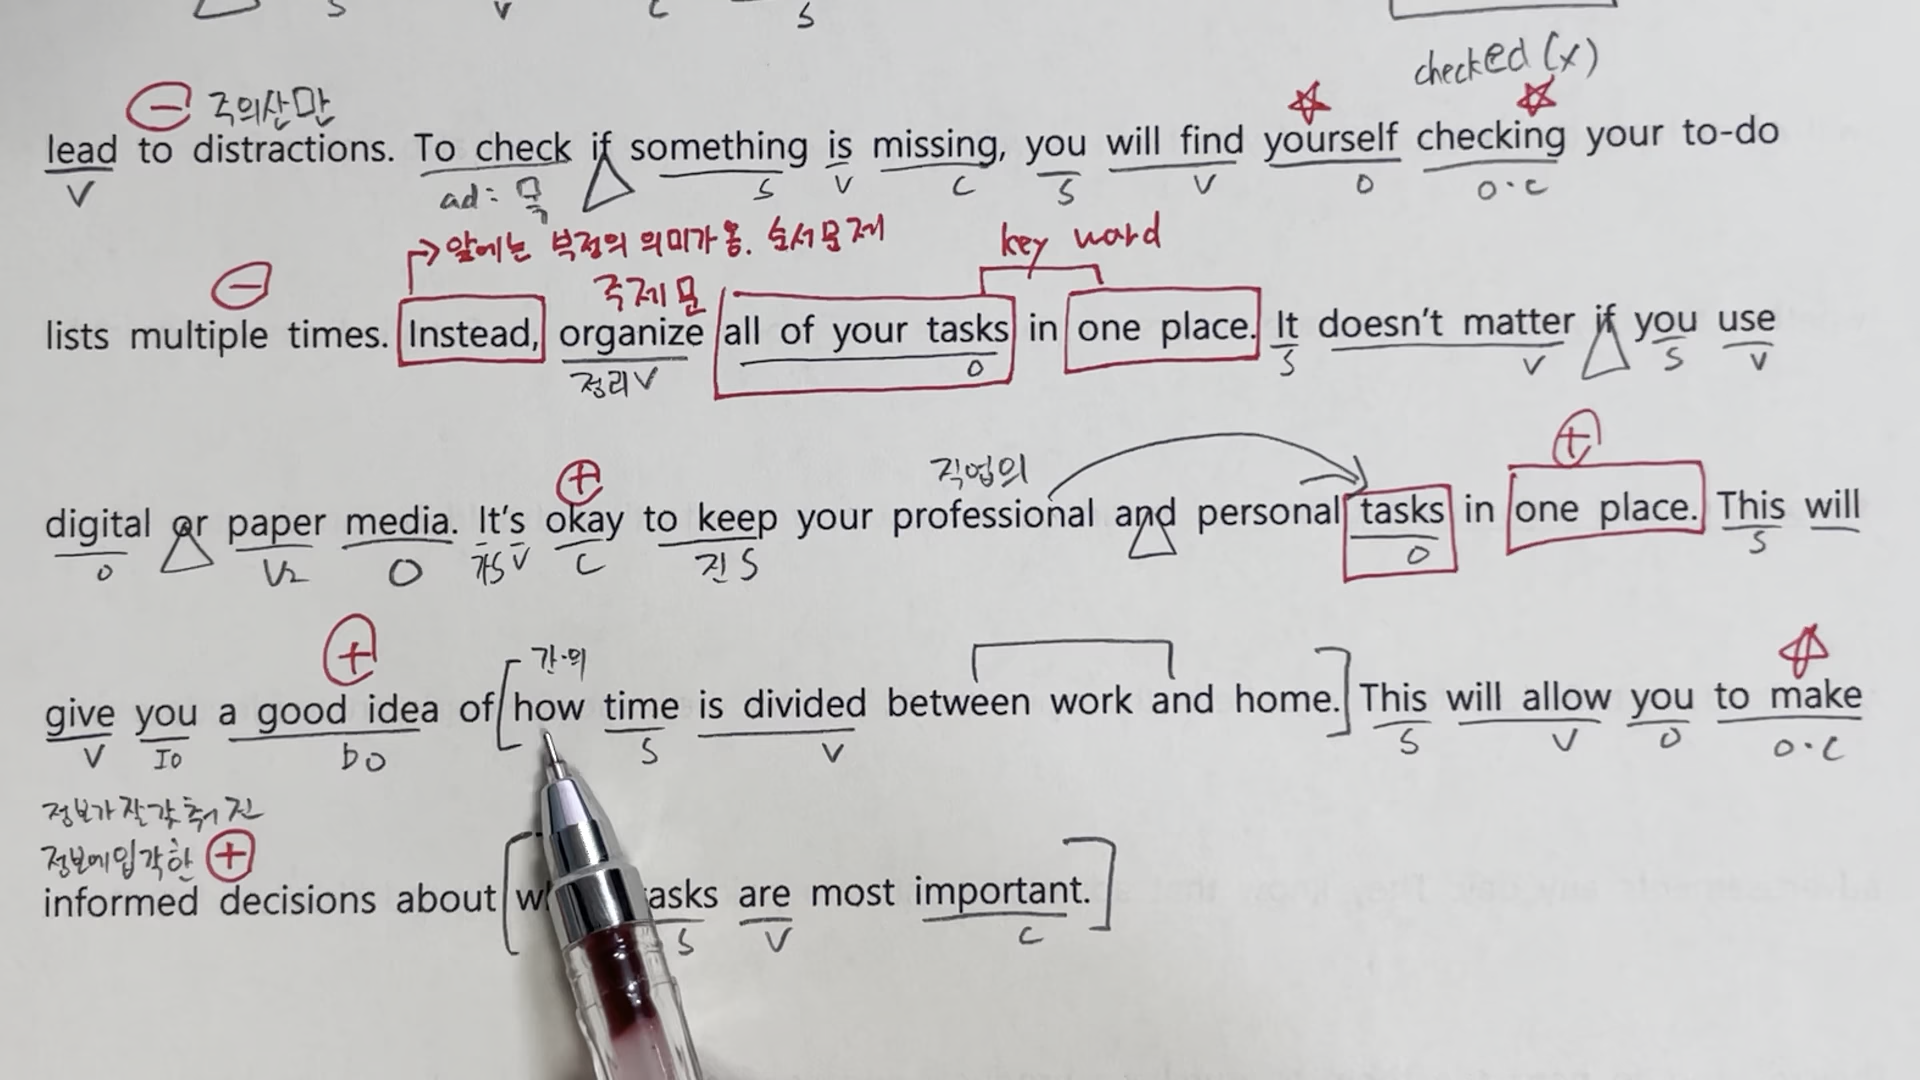 S V C S
checked (x)
⊖ 주의산만
lead to distractions. To check if something is missing, you will find yourself checking your to-do
V ad: 목 S V C S V O O·C
→ 앞에는 부정의 의미가 옴. 순서문제 key word
⊖ 주제문
lists multiple times. Instead, organize all of your tasks in one place. It doesn't matter if you use
정리V O S V S V
⊕ 직업의 ⊕
digital or paper media. It's okay to keep your professional and personal tasks in one place. This will
O V2 O 가S V C 진S O S
⊕ 간·의
give you a good idea of [how time is divided between work and home.] This will allow you to make
V IO DO S V S V O O·C
정보가 잘 갖춰진
정보에 입각한 ⊕
informed decisions about [ asks are most important.]
S V C